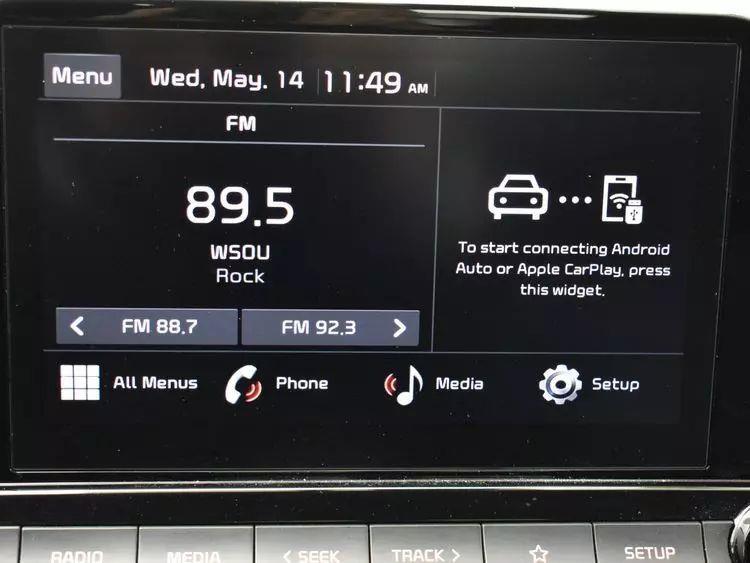 Menu Wed, May. 14 11:49 AM
FM
89.5
WSOU
Rock
< FM 88.7
FM 92.3 >
To start connecting Android
Auto or Apple CarPlay, press
this widget.
All Menus
Phone
Media
Setup
RADIO
MEDIA
< SEEK
TRACK >
SETUP